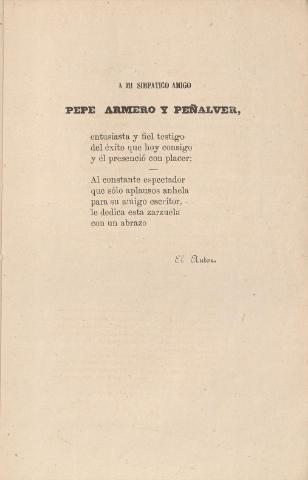 A MI SIMPATICO AMIGO
PEPE ARMERO Y PEÑALVER,
entusiasta y fiel testigo
del éxito que hoy consigo
y él presenció con placer:
—
Al constante espectador
que sólo aplausos anhela
para su amigo escritor,
le dedica esta zarzuela
con un abrazo
El Autor.